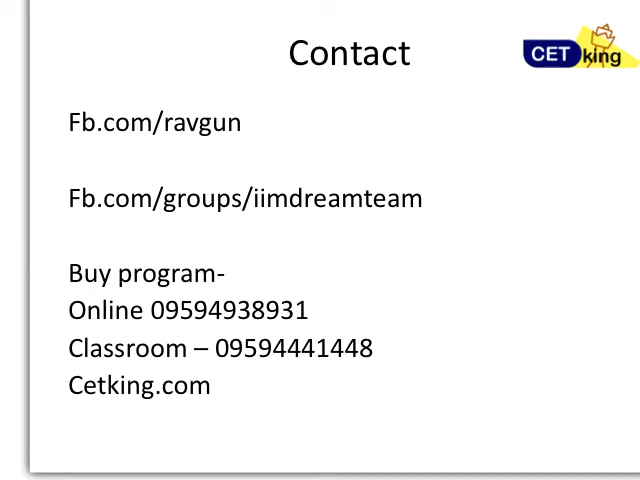 Contact
CET king
Fb.com/ravgun
Fb.com/groups/iimdreamteam
Buy program-
Online 09594938931
Classroom – 09594441448
Cetking.com